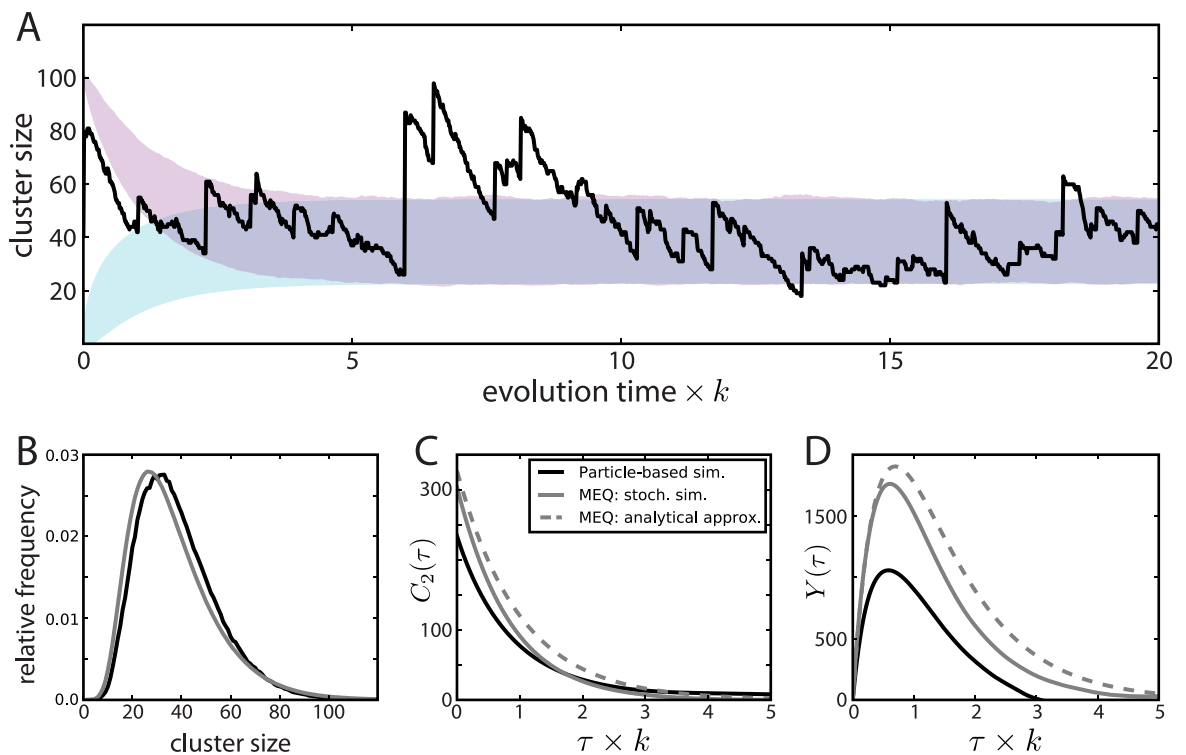 A
cluster size
100
80
60
40
20
0
5
10
15
20
evolution time × k
B
relative frequency
0.03
0.02
0.01
0.0
0
20
40
60
80
100
cluster size
C
C₂(τ)
300
100
0
0
1
2
3
4
5
τ × k
Particle-based sim.
MEQ: stoch. sim.
MEQ: analytical approx.
D
Y(τ)
1500
500
0
0
1
2
3
4
5
τ × k